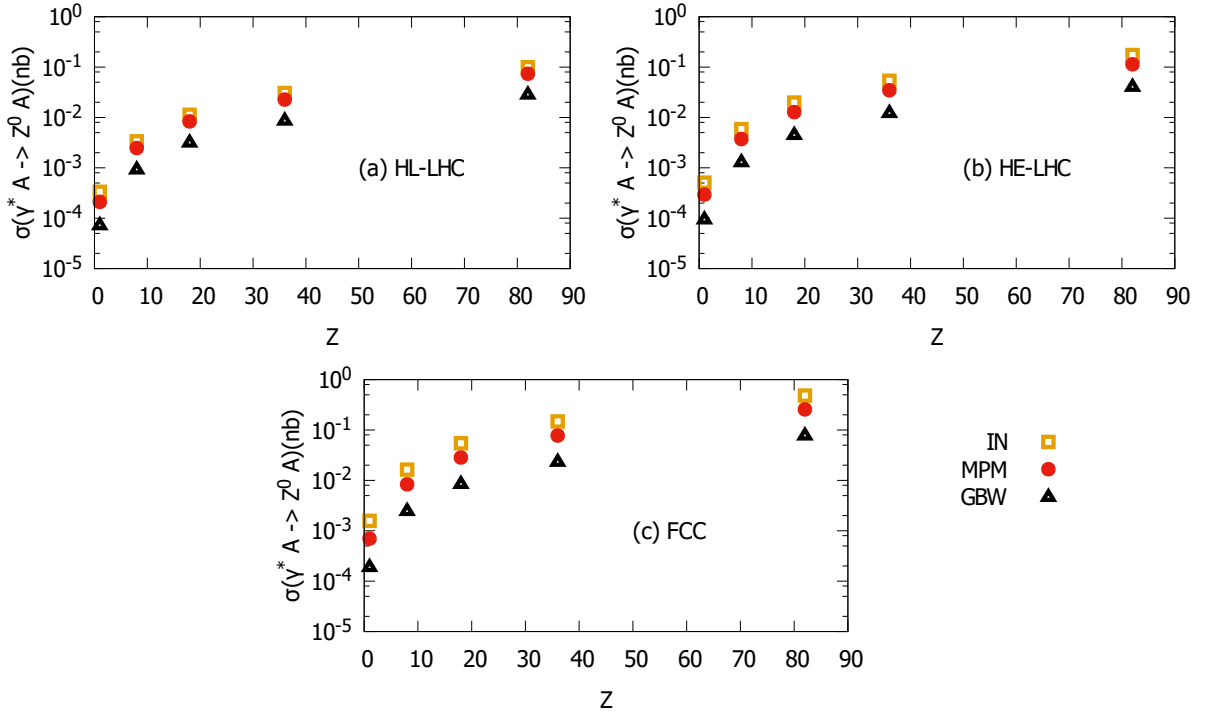 10^0
10^-1
10^-2
10^-3
10^-4
10^-5
σ(γ* A -> Z^0 A)(nb)
(a) HL-LHC
0 10 20 30 40 50 60 70 80 90
Z
10^0
10^-1
10^-2
10^-3
10^-4
10^-5
σ(γ* A -> Z^0 A)(nb)
(b) HE-LHC
0 10 20 30 40 50 60 70 80 90
Z
10^0
10^-1
10^-2
10^-3
10^-4
10^-5
σ(γ* A -> Z^0 A)(nb)
(c) FCC
0 10 20 30 40 50 60 70 80 90
Z
IN
MPM
GBW